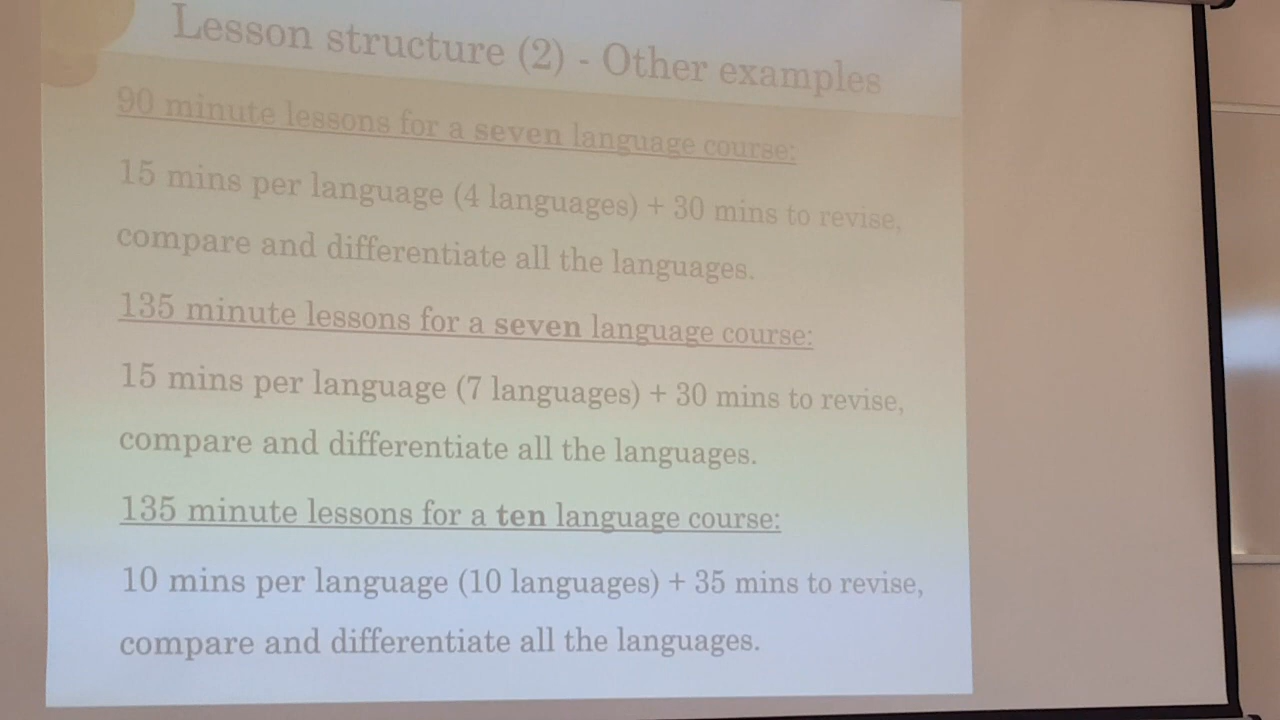 Lesson structure (2) - Other examples
90 minute lessons for a seven language course:
15 mins per language (4 languages) + 30 mins to revise,
compare and differentiate all the languages.
135 minute lessons for a seven language course:
15 mins per language (7 languages) + 30 mins to revise,
compare and differentiate all the languages.
135 minute lessons for a ten language course:
10 mins per language (10 languages) + 35 mins to revise,
compare and differentiate all the languages.